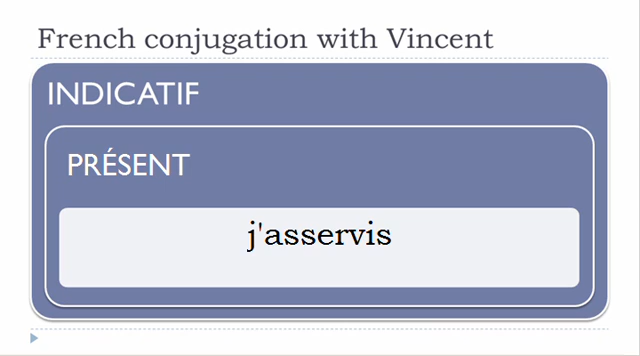 French conjugation with Vincent
INDICATIF
PRÉSENT
j'asservis